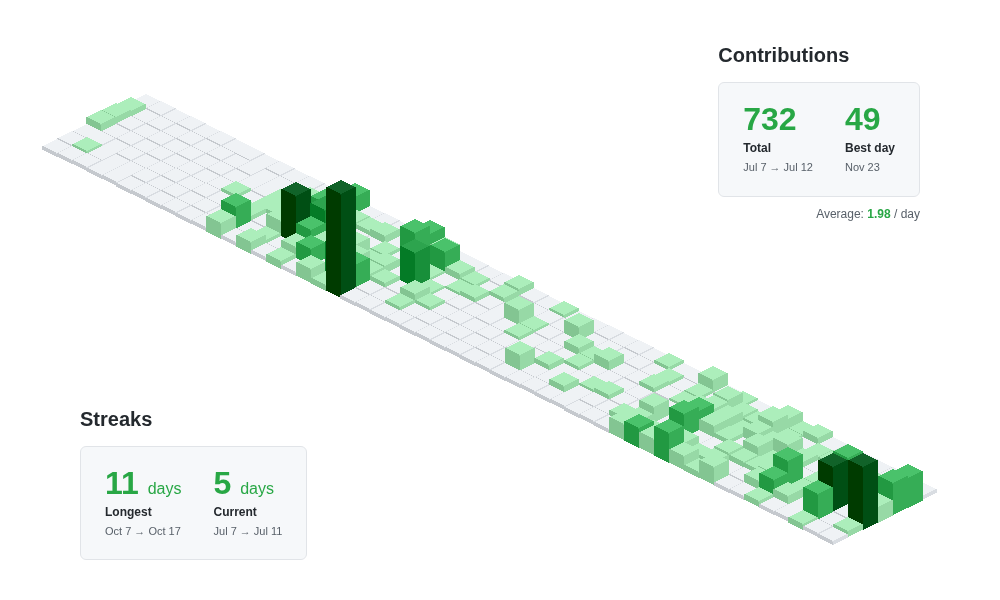 Contributions
732 49
Total Best day
Jul 7 → Jul 12 Nov 23
Average: 1.98 / day
Streaks
11 days 5 days
Longest Current
Oct 7 → Oct 17 Jul 7 → Jul 11